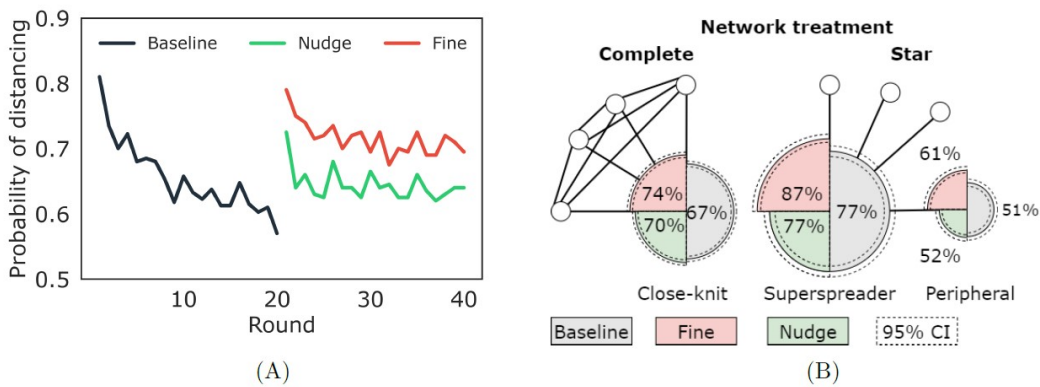 0.9
0.8
0.7
0.6
0.5
Probability of distancing
Baseline
Nudge
Fine
10
20
30
40
Round
(A)
Network treatment
Complete
Star
74%
67%
70%
87%
77%
77%
61%
51%
52%
Close-knit
Superspreader
Peripheral
Baseline
Fine
Nudge
95% CI
(B)